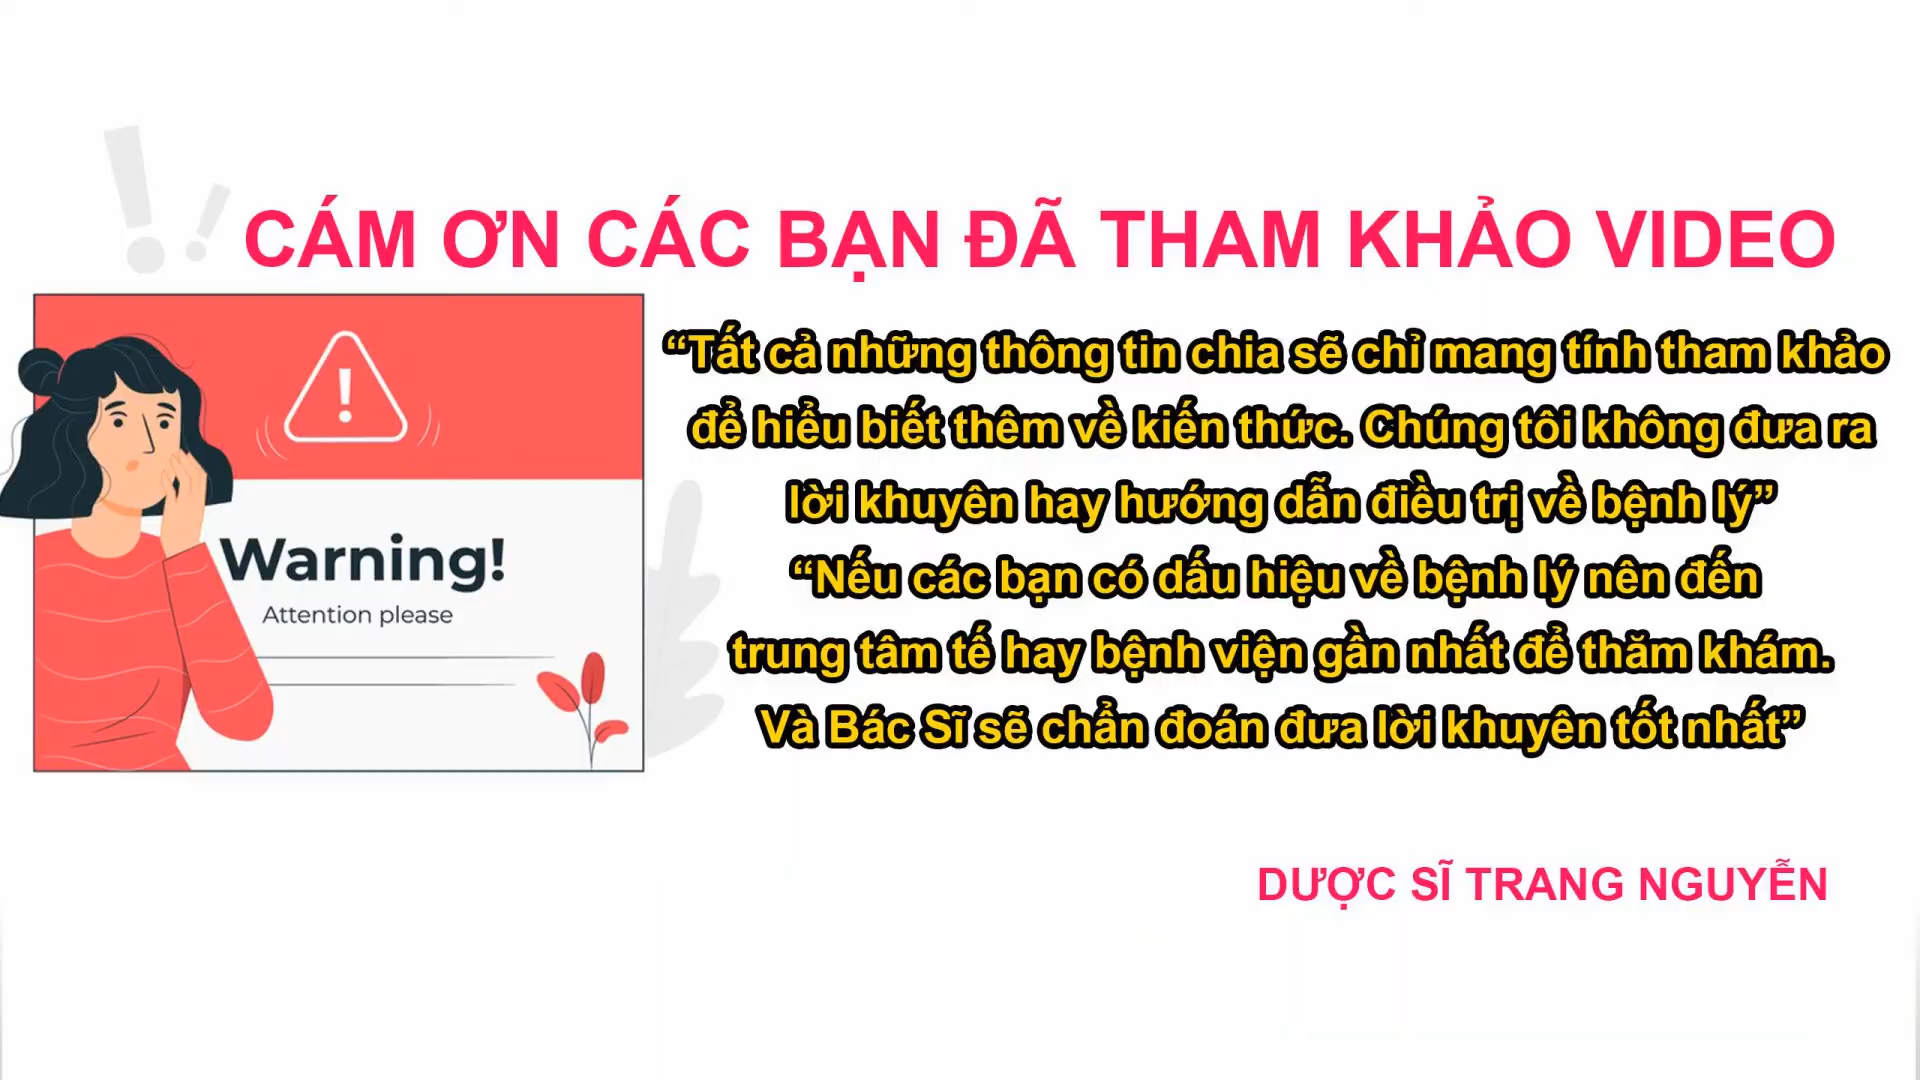 CÁM ƠN CÁC BẠN ĐÃ THAM KHẢO VIDEO
Warning!
Attention please
“Tất cả những thông tin chia sẽ chỉ mang tính tham khảo
để hiểu biết thêm về kiến thức. Chúng tôi không đưa ra
lời khuyên hay hướng dẫn điều trị về bệnh lý”
“Nếu các bạn có dấu hiệu về bệnh lý nên đến
trung tâm tế hay bệnh viện gần nhất để thăm khám.
Và Bác Sĩ sẽ chẩn đoán đưa lời khuyên tốt nhất”
DƯỢC SĨ TRANG NGUYỄN